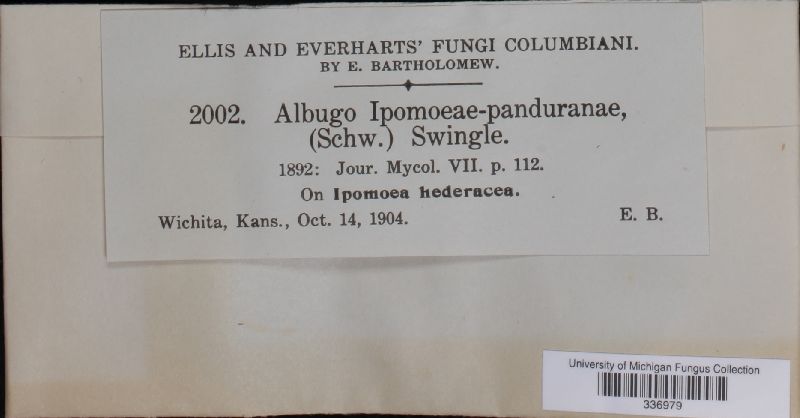 ELLIS AND EVERHARTS' FUNGI COLUMBIANI.
BY E. BARTHOLOMEW.
2002. Albugo Ipomoeae-panduranae,
(Schw.) Swingle.
1892: Jour. Mycol. VII. p. 112.
On Ipomoea hederacea.
Wichita, Kans., Oct. 14, 1904. E. B.
University of Michigan Fungus Collection
336979